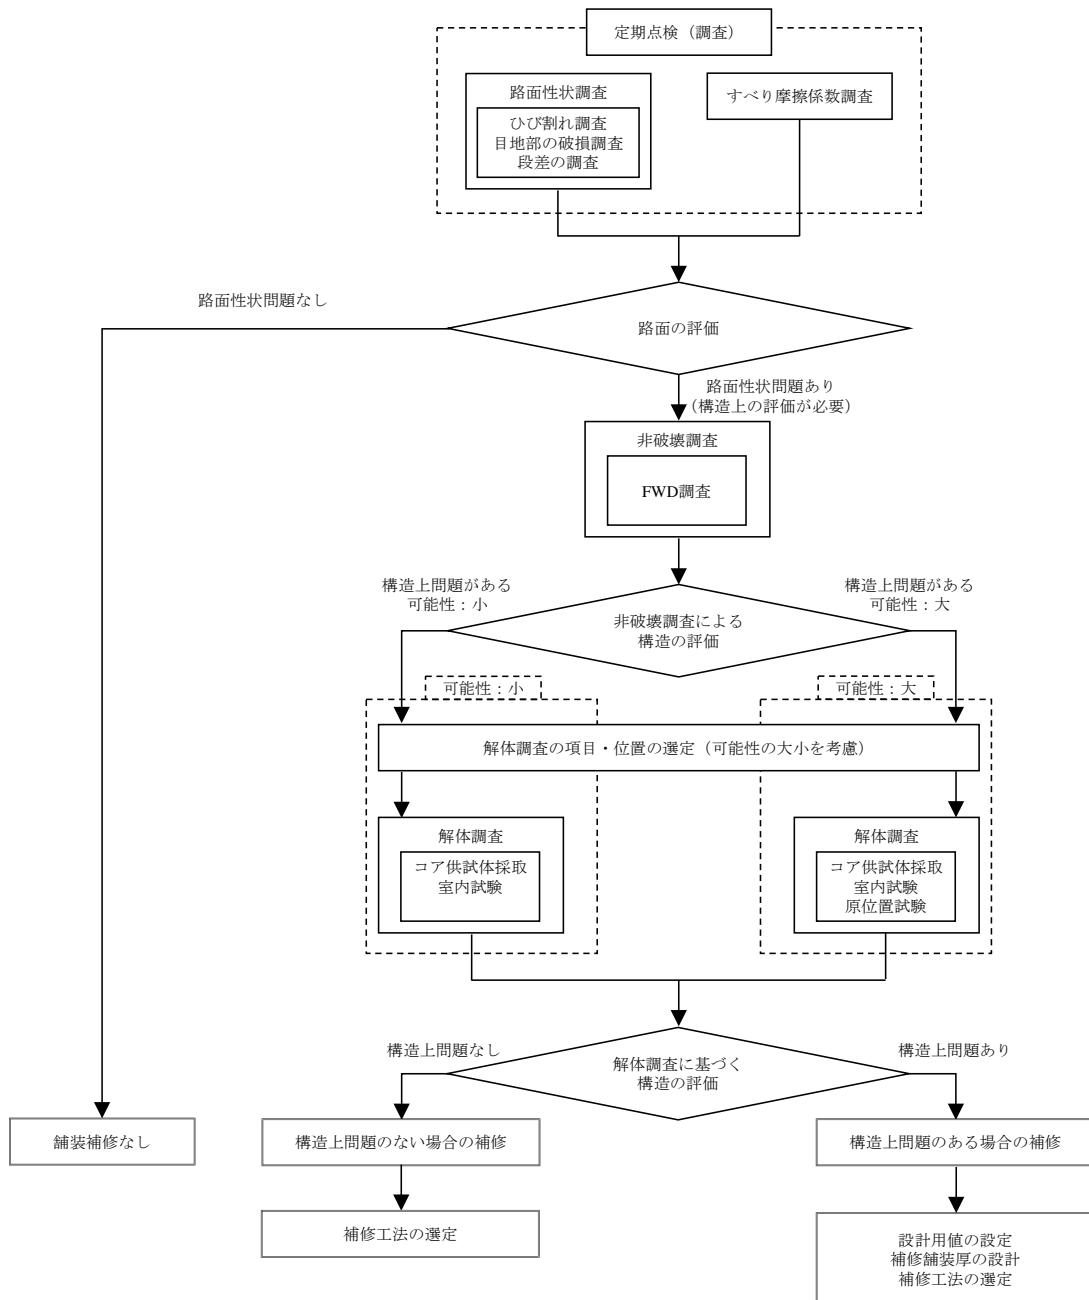 定期点検（調査）
路面性状調査
ひび割れ調査
目地部の破損調査
段差の調査
すべり摩擦係数調査
路面の評価
路面性状問題なし
路面性状問題あり
（構造上の評価が必要）
非破壊調査
FWD調査
構造上問題がある
可能性：小
構造上問題がある
可能性：大
非破壊調査による
構造の評価
可能性：小
可能性：大
解体調査の項目・位置の選定（可能性の大小を考慮）
解体調査
コア供試体採取
室内試験
解体調査
コア供試体採取
室内試験
原位置試験
構造上問題なし
構造上問題あり
解体調査に基づく
構造の評価
舗装補修なし
構造上問題のない場合の補修
構造上問題のある場合の補修
補修工法の選定
設計用値の設定
補修舗装厚の設計
補修工法の選定